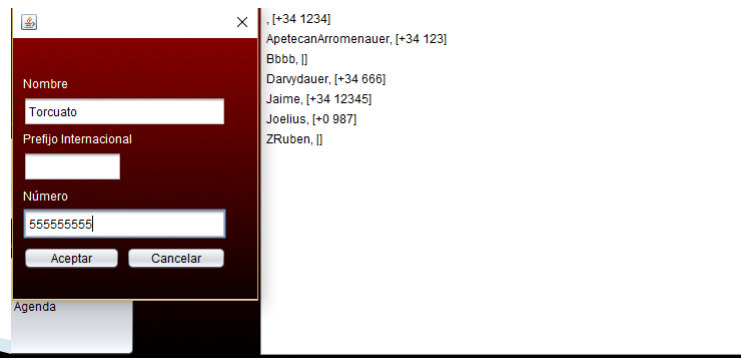 Nombre
Torcuato
Prefijo Internacional
Número
555555555
Aceptar
Cancelar
Agenda
, [+34 1234]
ApetecanArromenauer, [+34 123]
Bbbb, []
Darvydauer, [+34 666]
Jaime, [+34 12345]
Joelius, [+0 987]
ZRuben, []